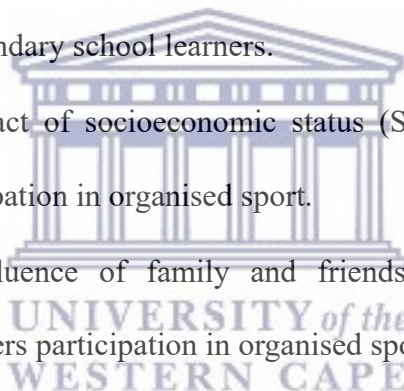 ndary school learners.
act of socioeconomic status (S
pation in organised sport.
luence of family and friends
UNIVERSITY of the
ers participation in organised spo
WESTERN CAPE